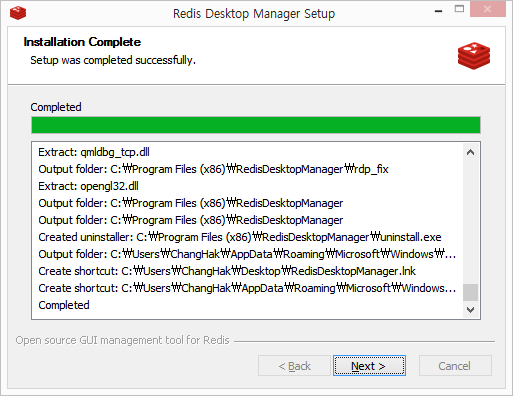 Redis Desktop Manager Setup
Installation Complete
Setup was completed successfully.
Completed
Extract: qmldbg_tcp.dll
Output folder: C:₩Program Files (x86)₩RedisDesktopManager₩rdp_fix
Extract: opengl32.dll
Output folder: C:₩Program Files (x86)₩RedisDesktopManager
Output folder: C:₩Program Files (x86)₩RedisDesktopManager
Created uninstaller: C:₩Program Files (x86)₩RedisDesktopManager₩uninstall.exe
Output folder: C:₩Users₩ChangHak₩AppData₩Roaming₩Microsoft₩Windows₩...
Create shortcut: C:₩Users₩ChangHak₩Desktop₩RedisDesktopManager.lnk
Create shortcut: C:₩Users₩ChangHak₩AppData₩Roaming₩Microsoft₩Windows...
Completed
Open source GUI management tool for Redis
< Back
Next >
Cancel